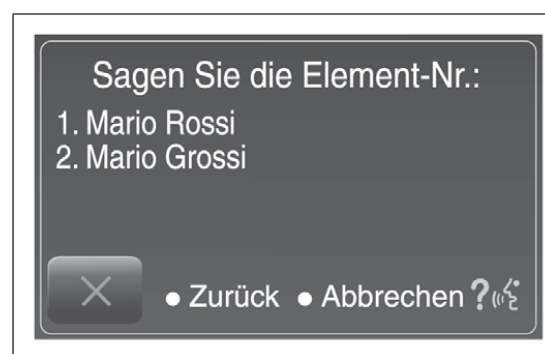 Sagen Sie die Element-Nr.:
1. Mario Rossi
2. Mario Grossi
● Zurück ● Abbrechen ?